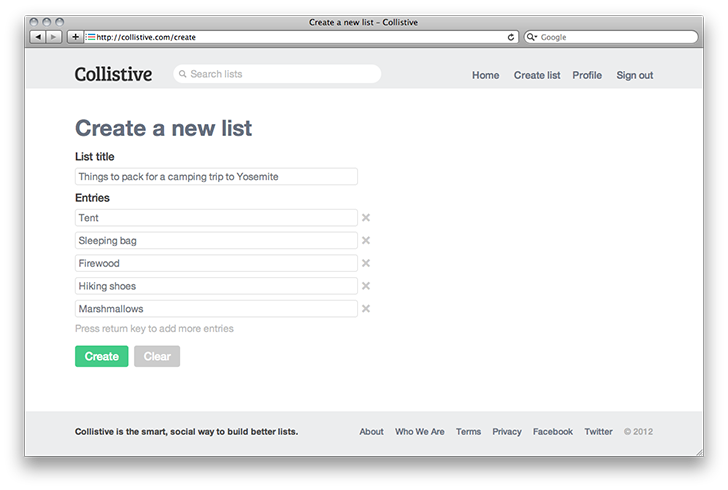 Create a new list – Collistive
http://collistive.com/create
Google
Collistive
Search lists
Home Create list Profile Sign out
Create a new list
List title
Things to pack for a camping trip to Yosemite
Entries
Tent
Sleeping bag
Firewood
Hiking shoes
Marshmallows
Press return key to add more entries
Create Clear
Collistive is the smart, social way to build better lists.
About Who We Are Terms Privacy Facebook Twitter © 2012